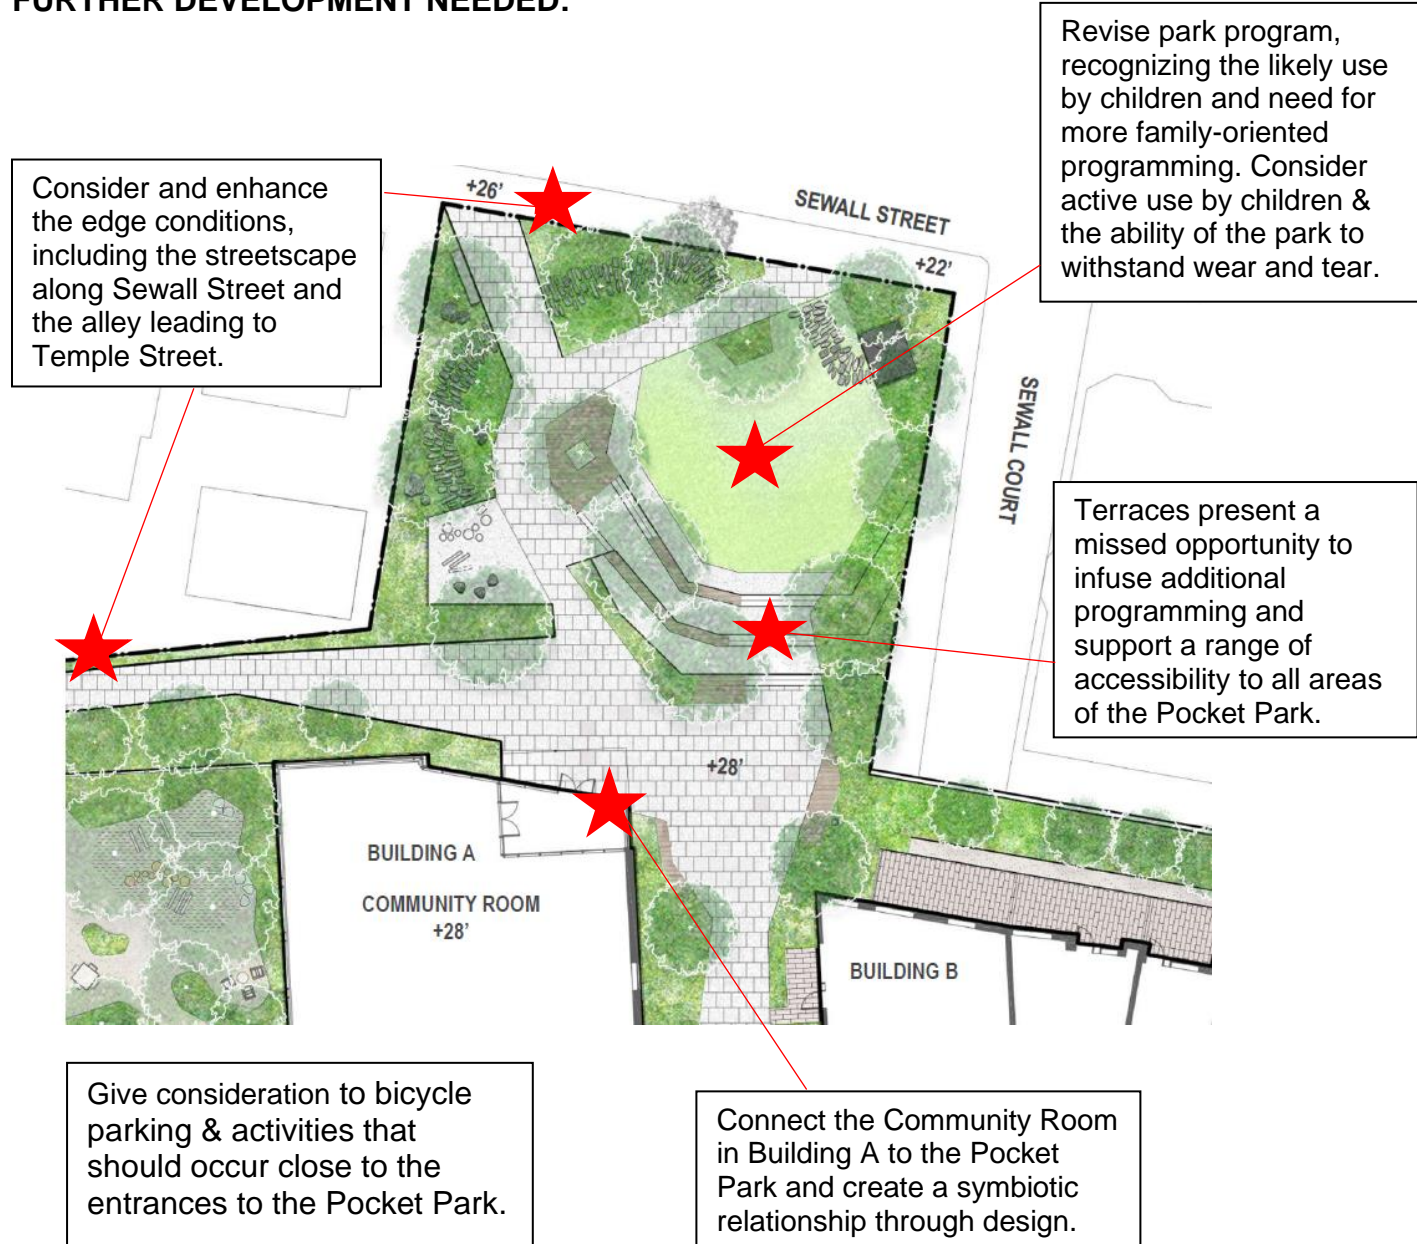 FURTHER DEVELOPMENT NEEDED:
Revise park program,
recognizing the likely use
by children and need for
more family-oriented
programming. Consider
active use by children &
the ability of the park to
withstand wear and tear.
Consider and enhance
the edge conditions,
including the streetscape
along Sewall Street and
the alley leading to
Temple Street.
+26'
SEWALL STREET
+22'
SEWALL COURT
Terraces present a
missed opportunity to
infuse additional
programming and
support a range of
accessibility to all areas
of the Pocket Park.
+28'
BUILDING A
COMMUNITY ROOM
+28'
BUILDING B
Give consideration to bicycle
parking & activities that
should occur close to the
entrances to the Pocket Park.
Connect the Community Room
in Building A to the Pocket
Park and create a symbiotic
relationship through design.